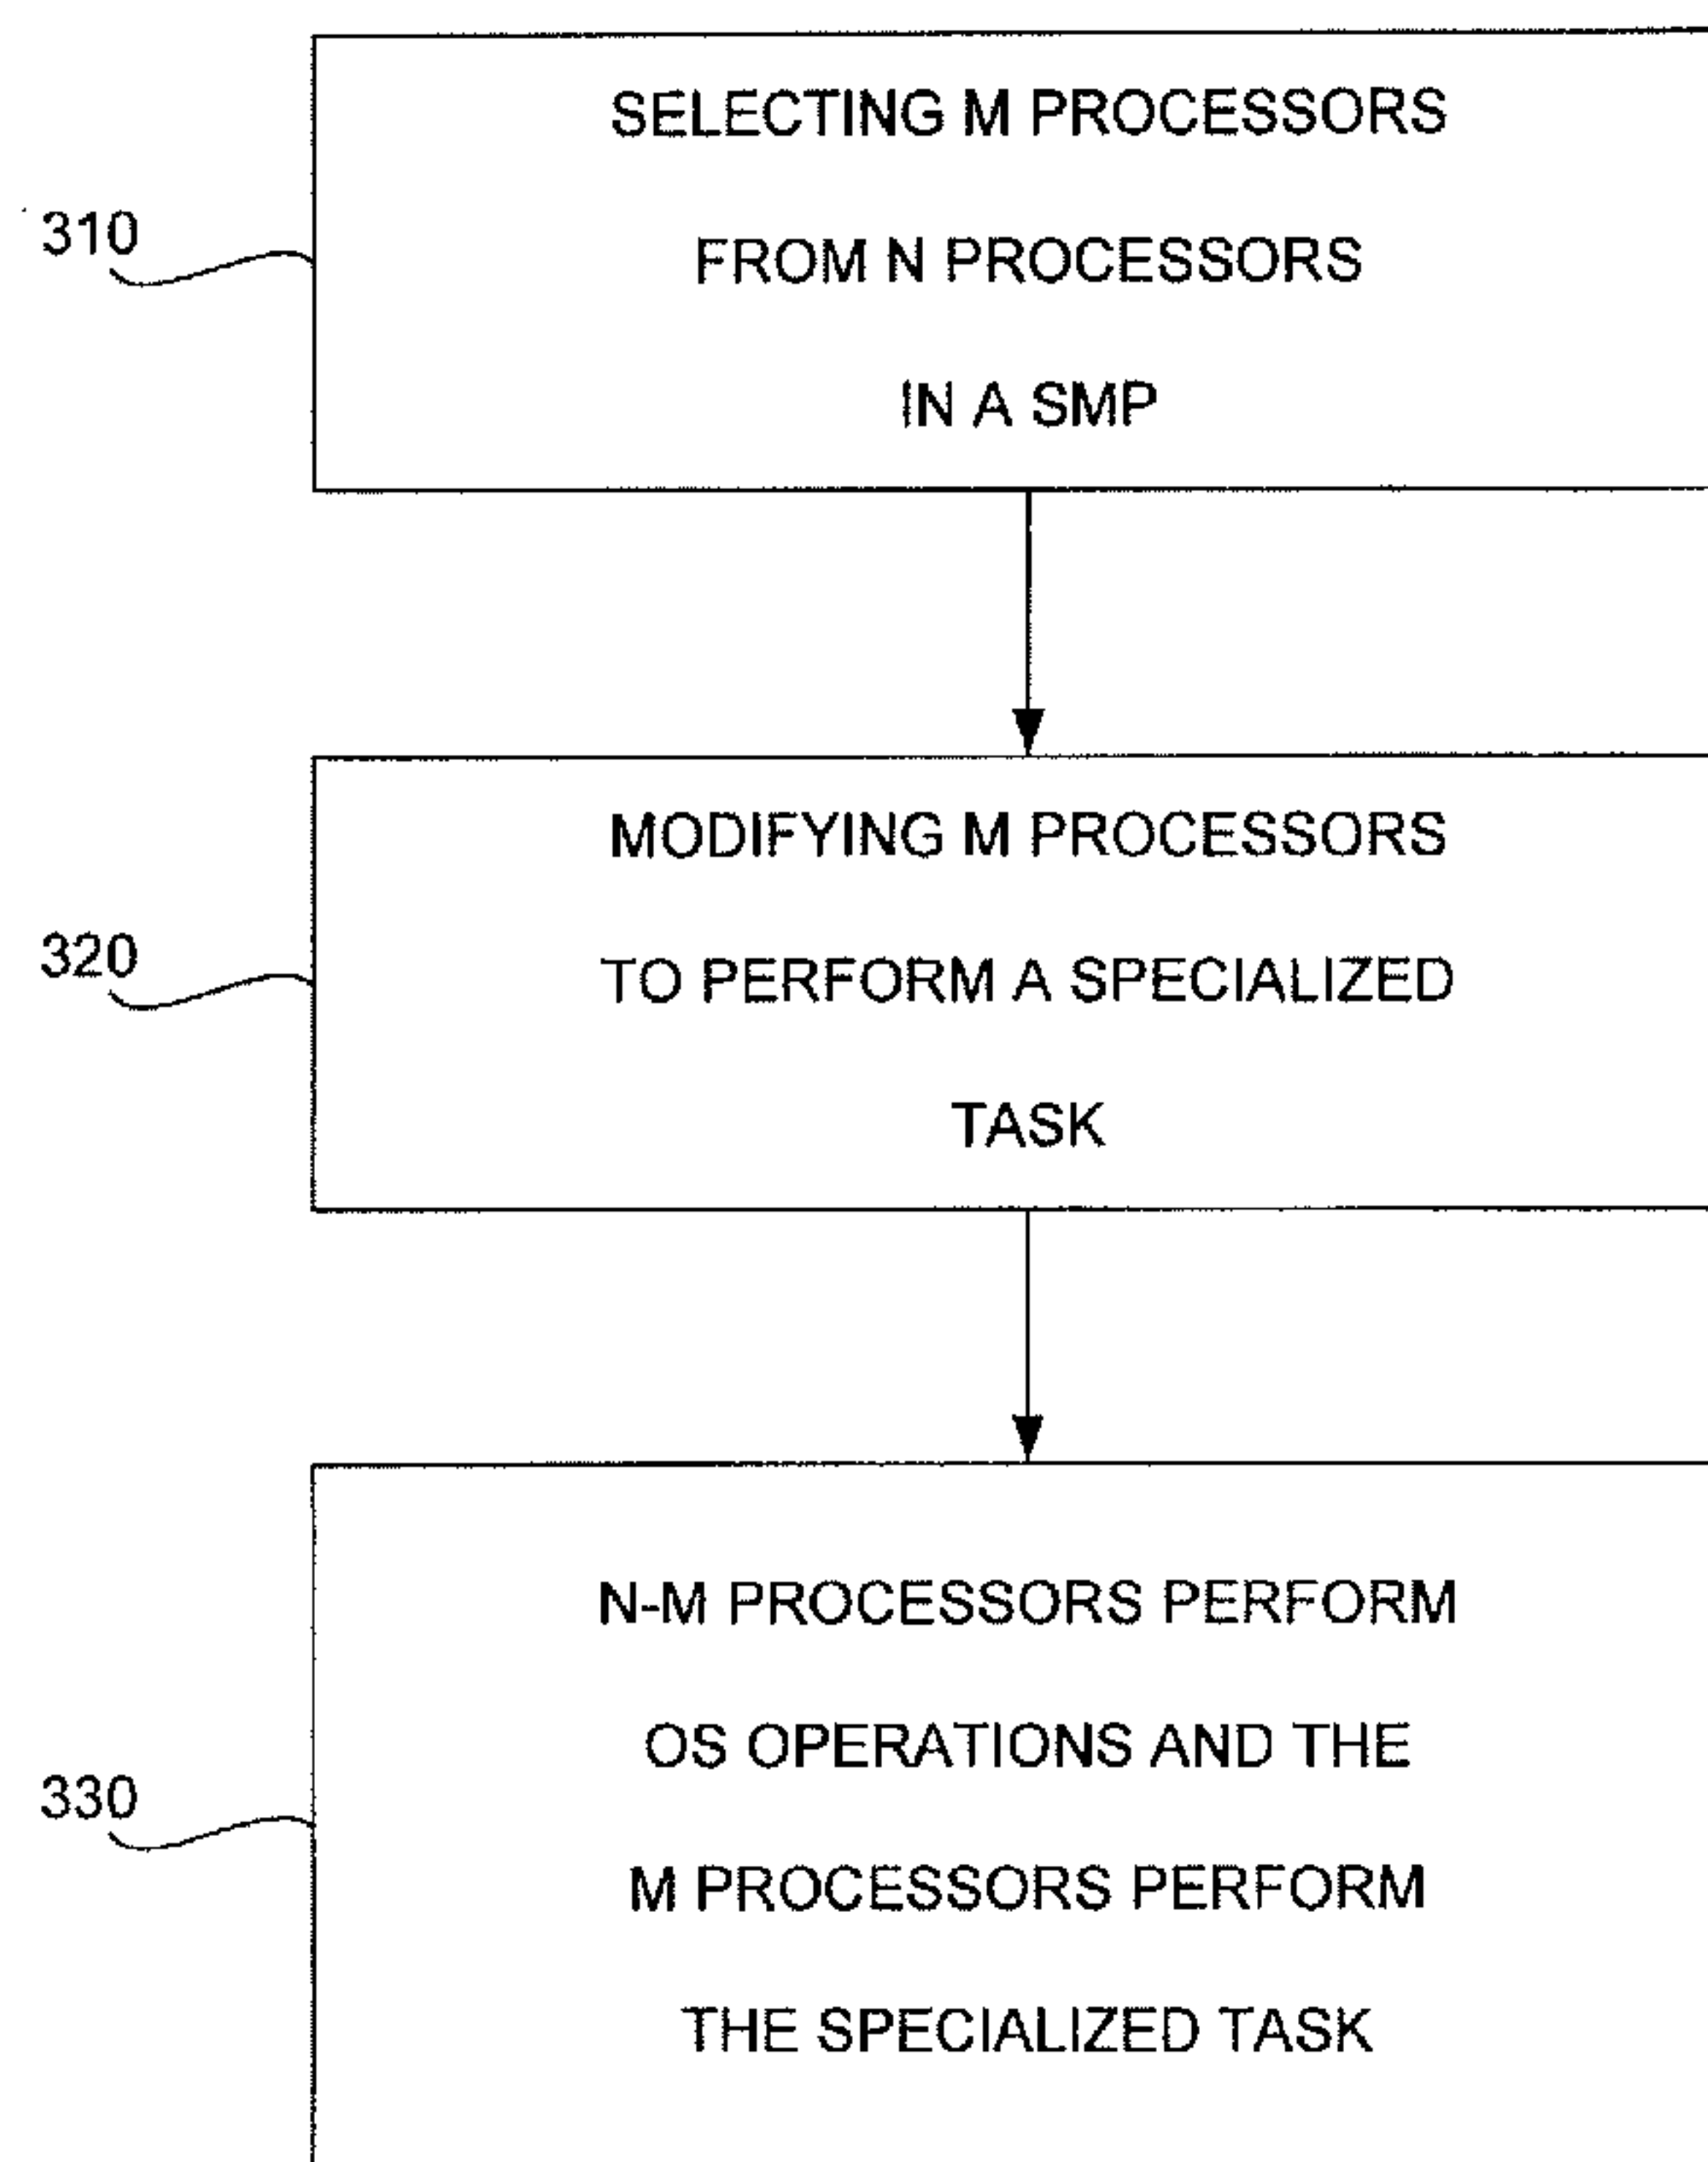 310
SELECTING M PROCESSORS
FROM N PROCESSORS
IN A SMP
320
MODIFYING M PROCESSORS
TO PERFORM A SPECIALIZED
TASK
330
N-M PROCESSORS PERFORM
OS OPERATIONS AND THE
M PROCESSORS PERFORM
THE SPECIALIZED TASK